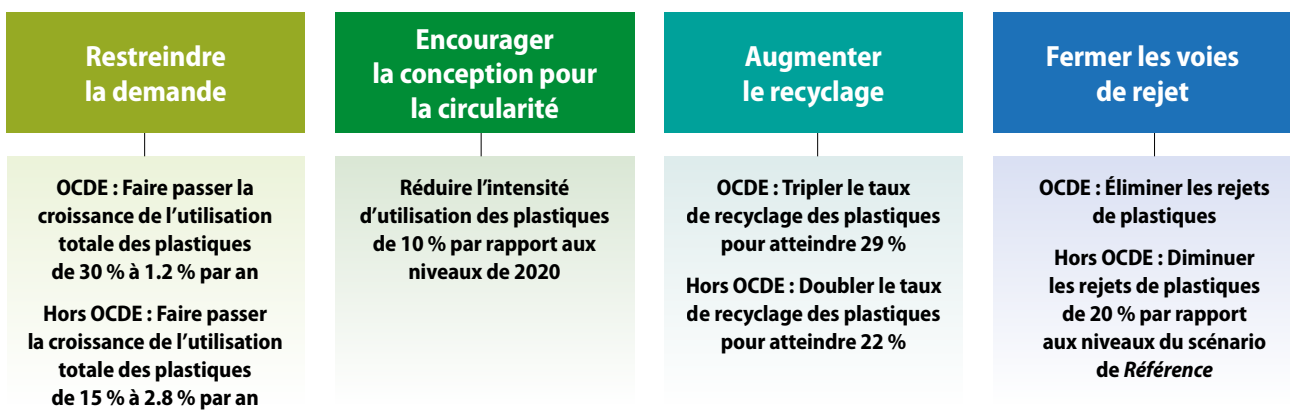 Restreindre
la demande
OCDE : Faire passer la
croissance de l’utilisation
totale des plastiques
de 30 % à 1.2 % par an
Hors OCDE : Faire passer
la croissance de l’utilisation
totale des plastiques
de 15 % à 2.8 % par an
Encourager
la conception pour
la circularité
Réduire l’intensité
d’utilisation des plastiques
de 10 % par rapport aux
niveaux de 2020
Augmenter
le recyclage
OCDE : Tripler le taux
de recyclage des plastiques
pour atteindre 29 %
Hors OCDE : Doubler le taux
de recyclage des plastiques
pour atteindre 22 %
Fermer les voies
de rejet
OCDE : Éliminer les rejets
de plastiques
Hors OCDE : Diminuer
les rejets de plastiques
de 20 % par rapport
aux niveaux du scénario
de Référence